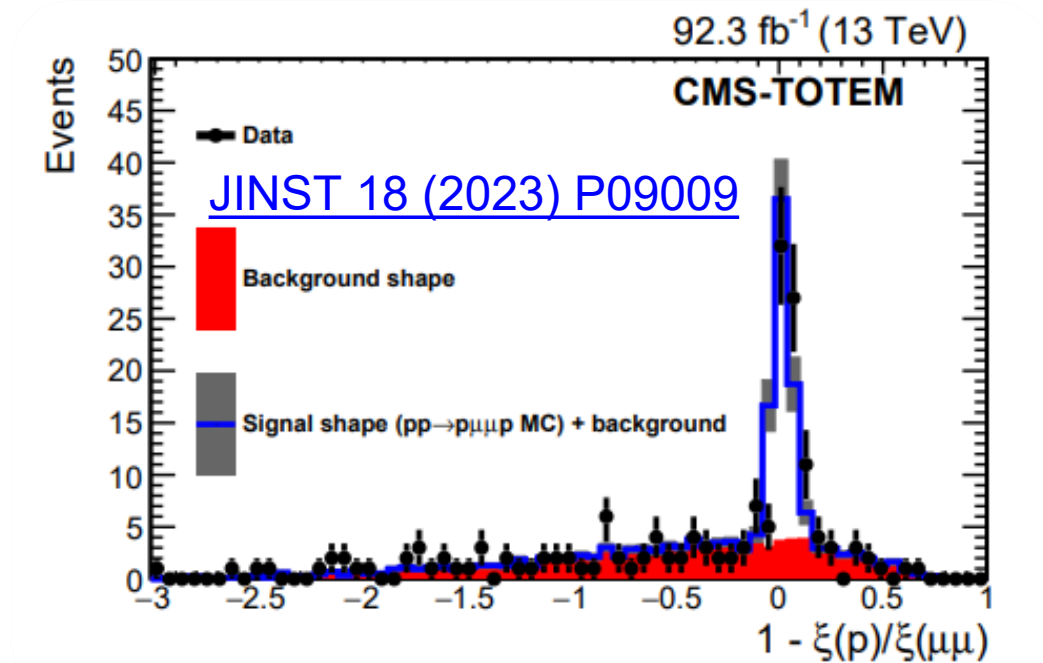 92.3 fb⁻¹ (13 TeV)
CMS-TOTEM
Events
50
45
40
35
30
25
20
15
10
5
0
Data
JINST 18 (2023) P09009
Background shape
Signal shape (pp→pμμp MC) + background
−3 −2.5 −2 −1.5 −1 −0.5 0 0.5 1
1 - ξ(p)/ξ(μμ)